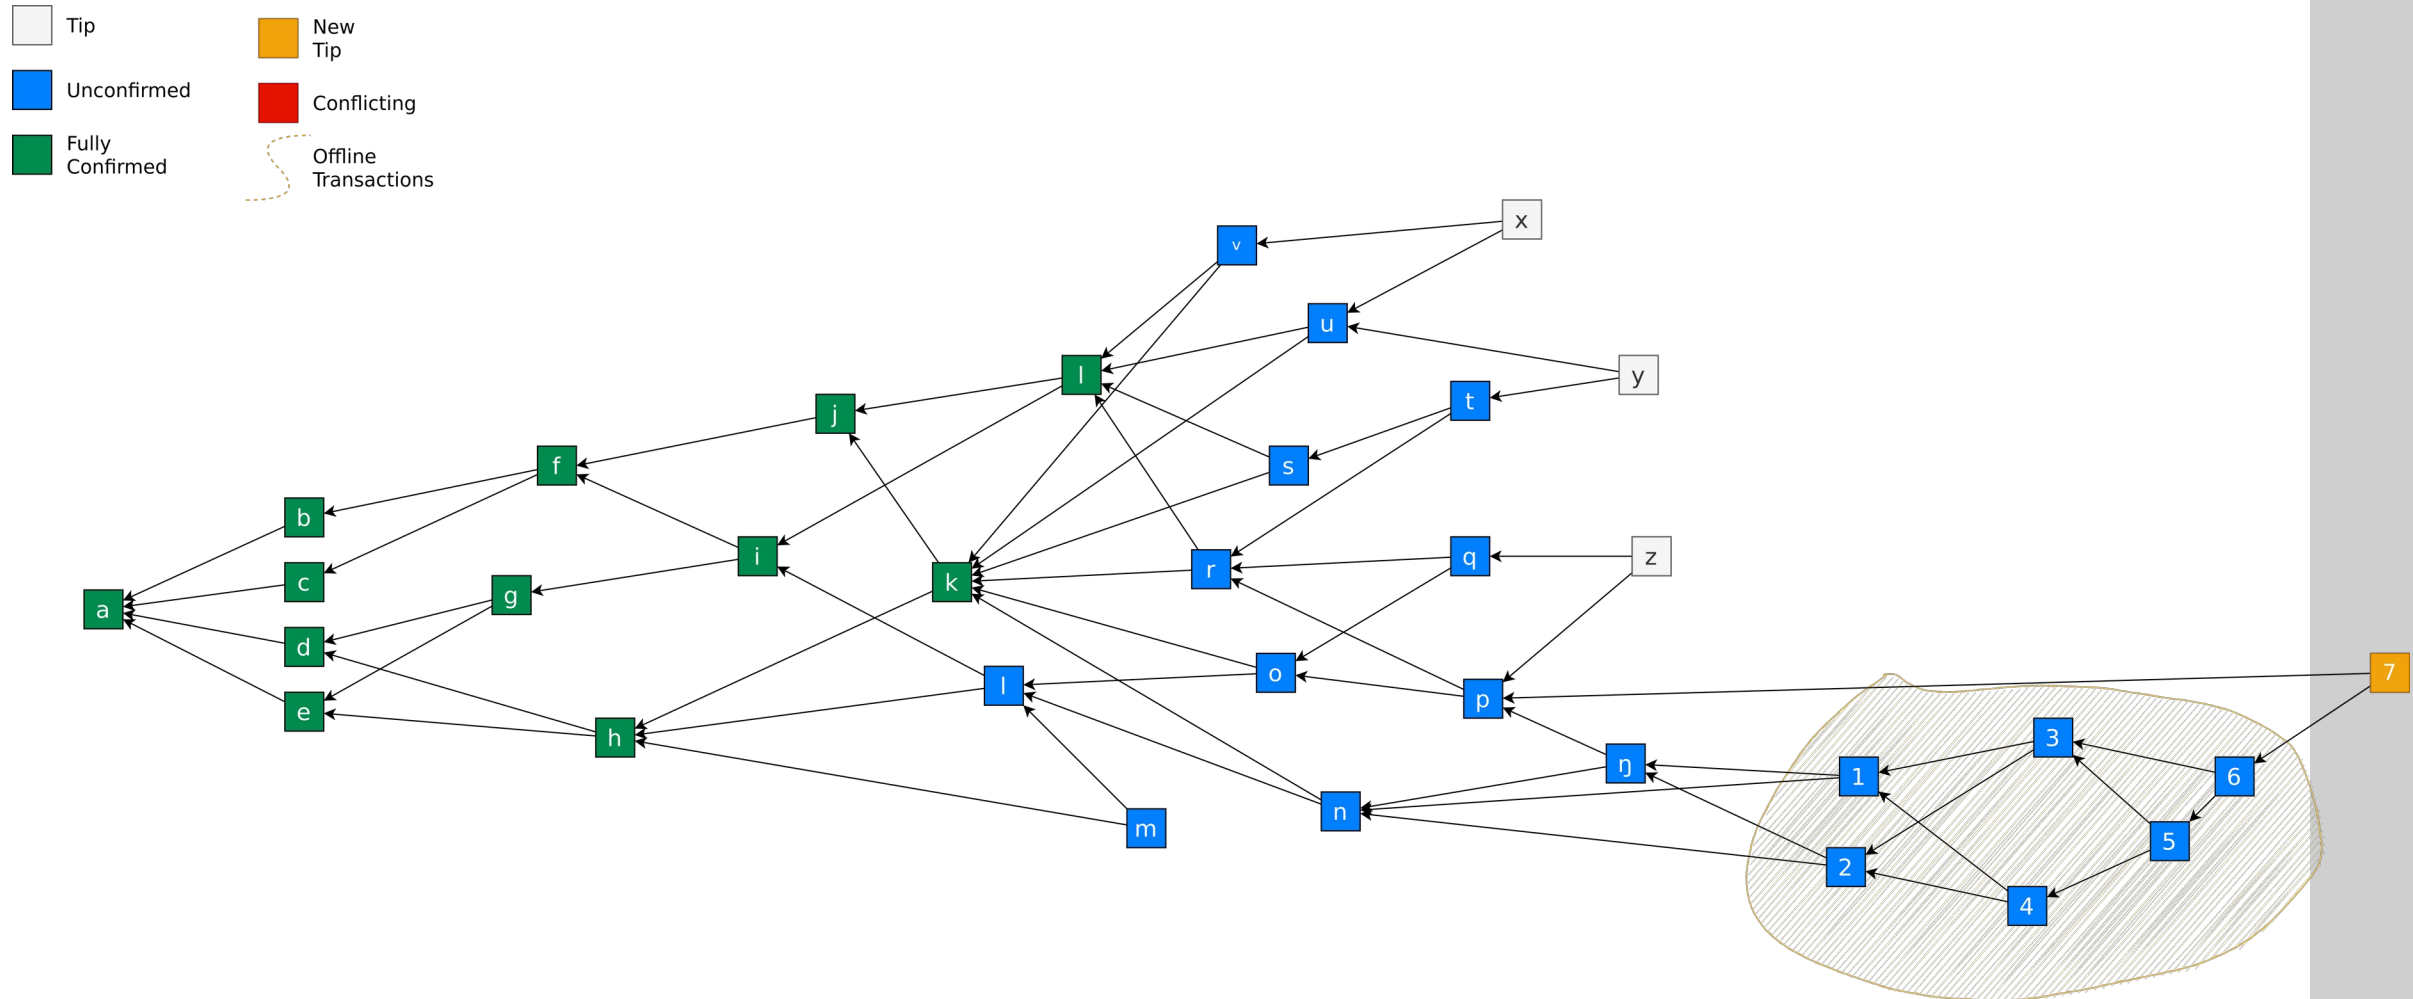 Tip
New
Tip
Unconfirmed
Conflicting
Fully
Confirmed
Offline
Transactions
x
v
u
l
y
j
t
f
s
b
i
q
z
r
c
k
g
a
d
o
7
l
p
e
h
3
ŋ
1
6
n
m
5
2
4